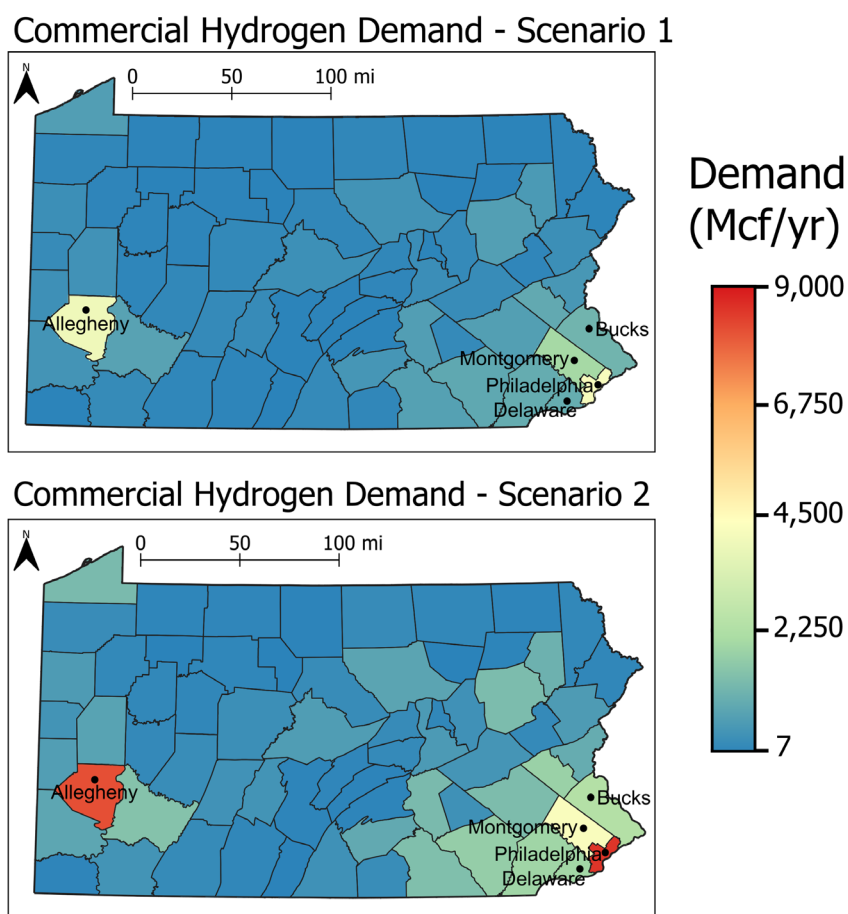 Commercial Hydrogen Demand - Scenario 1
N
0 50 100 mi
Allegheny
Bucks
Montgomery
Philadelphia
Delaware
Demand
(Mcf/yr)
9,000
6,750
4,500
2,250
7
Commercial Hydrogen Demand - Scenario 2
N
0 50 100 mi
Allegheny
Bucks
Montgomery
Philadelphia
Delaware